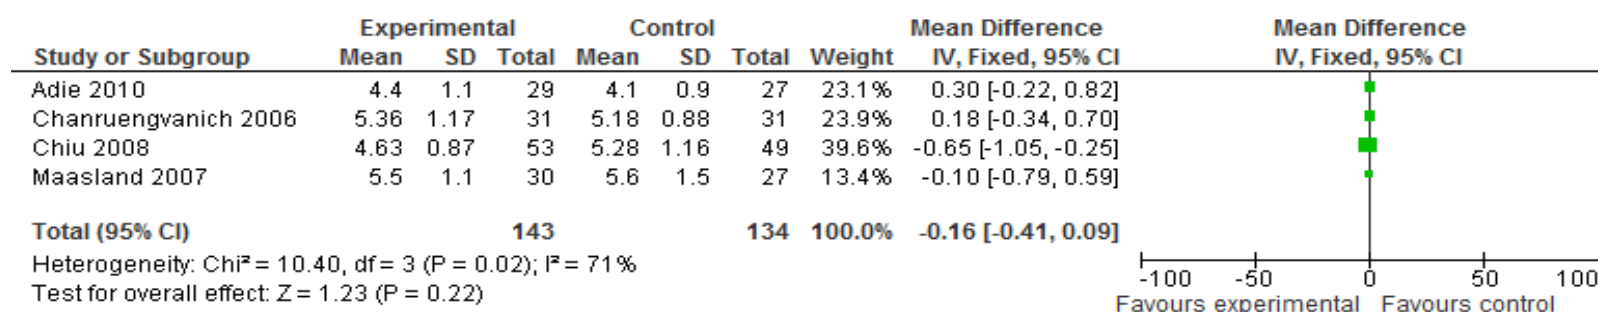 Experimental Control Mean Difference Mean Difference
Study or Subgroup Mean SD Total Mean SD Total Weight IV, Fixed, 95% CI IV, Fixed, 95% CI
Adie 2010 4.4 1.1 29 4.1 0.9 27 23.1% 0.30 [-0.22, 0.82]
Chanruengvanich 2006 5.36 1.17 31 5.18 0.88 31 23.9% 0.18 [-0.34, 0.70]
Chiu 2008 4.63 0.87 53 5.28 1.16 49 39.6% -0.65 [-1.05, -0.25]
Maasland 2007 5.5 1.1 30 5.6 1.5 27 13.4% -0.10 [-0.79, 0.59]
Total (95% CI) 143 134 100.0% -0.16 [-0.41, 0.09]
Heterogeneity: Chi² = 10.40, df = 3 (P = 0.02); I² = 71%
Test for overall effect: Z = 1.23 (P = 0.22)
-100 -50 0 50 100
Favours experimental Favours control